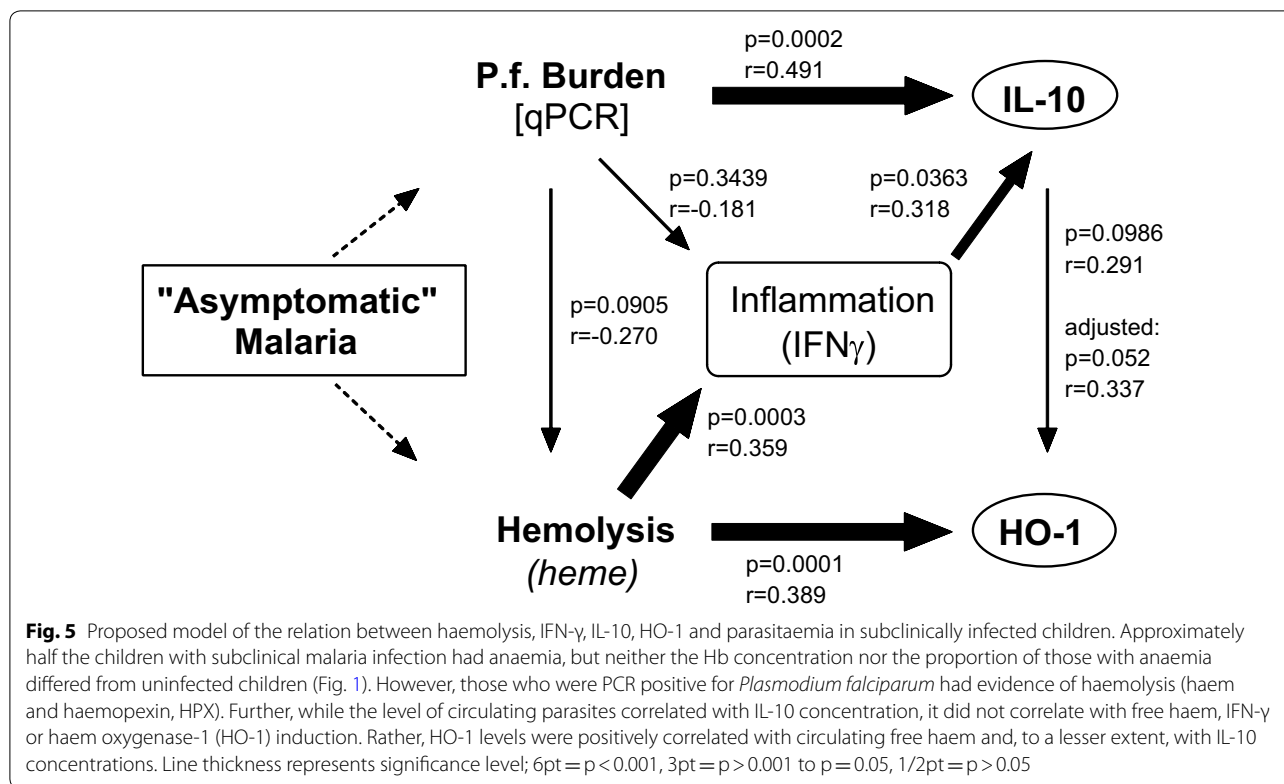 p=0.0002
r=0.491
P.f. Burden
[qPCR]
IL-10
p=0.3439
r=-0.181
p=0.0363
r=0.318
"Asymptomatic"
Malaria
p=0.0905
r=-0.270
Inflammation
(IFNγ)
p=0.0986
r=0.291
adjusted:
p=0.052
r=0.337
p=0.0003
r=0.359
Hemolysis
(heme)
p=0.0001
r=0.389
HO-1
Fig. 5 Proposed model of the relation between haemolysis, IFN-γ, IL-10, HO-1 and parasitaemia in subclinically infected children. Approximately
half the children with subclinical malaria infection had anaemia, but neither the Hb concentration nor the proportion of those with anaemia
differed from uninfected children (Fig. 1). However, those who were PCR positive for Plasmodium falciparum had evidence of haemolysis (haem
and haemopexin, HPX). Further, while the level of circulating parasites correlated with IL-10 concentration, it did not correlate with free haem, IFN-γ
or haem oxygenase-1 (HO-1) induction. Rather, HO-1 levels were positively correlated with circulating free haem and, to a lesser extent, with IL-10
concentrations. Line thickness represents significance level; 6pt = p < 0.001, 3pt = p > 0.001 to p = 0.05, 1/2pt = p > 0.05